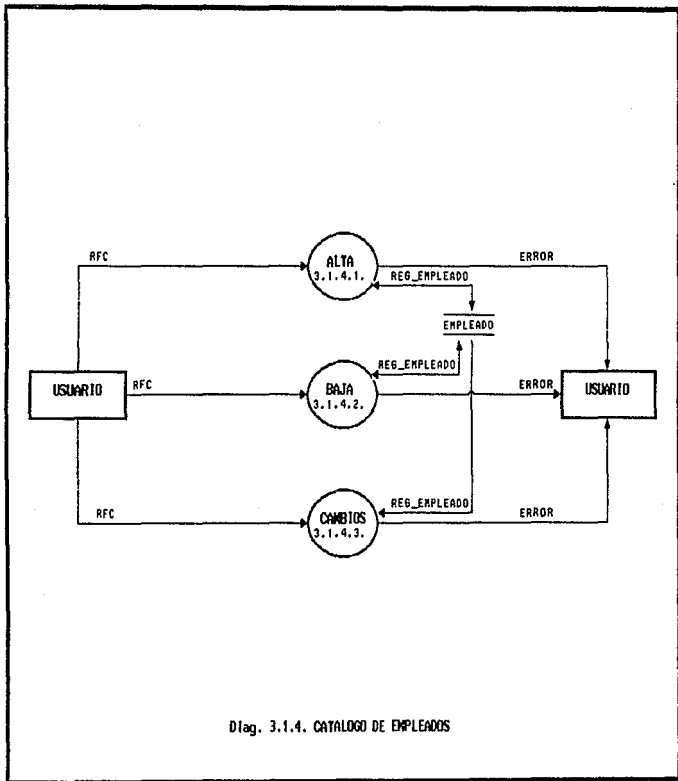 RFC
ALTA
3.1.4.1.
REG_EMPLEADO
ERROR
EMPLEADO
USUARIO
RFC
BAJA
3.1.4.2.
REG_EMPLEADO
ERROR
USUARIO
RFC
CAMBIOS
3.1.4.3.
REG_EMPLEADO
ERROR
Diag. 3.1.4. CATALOGO DE EMPLEADOS